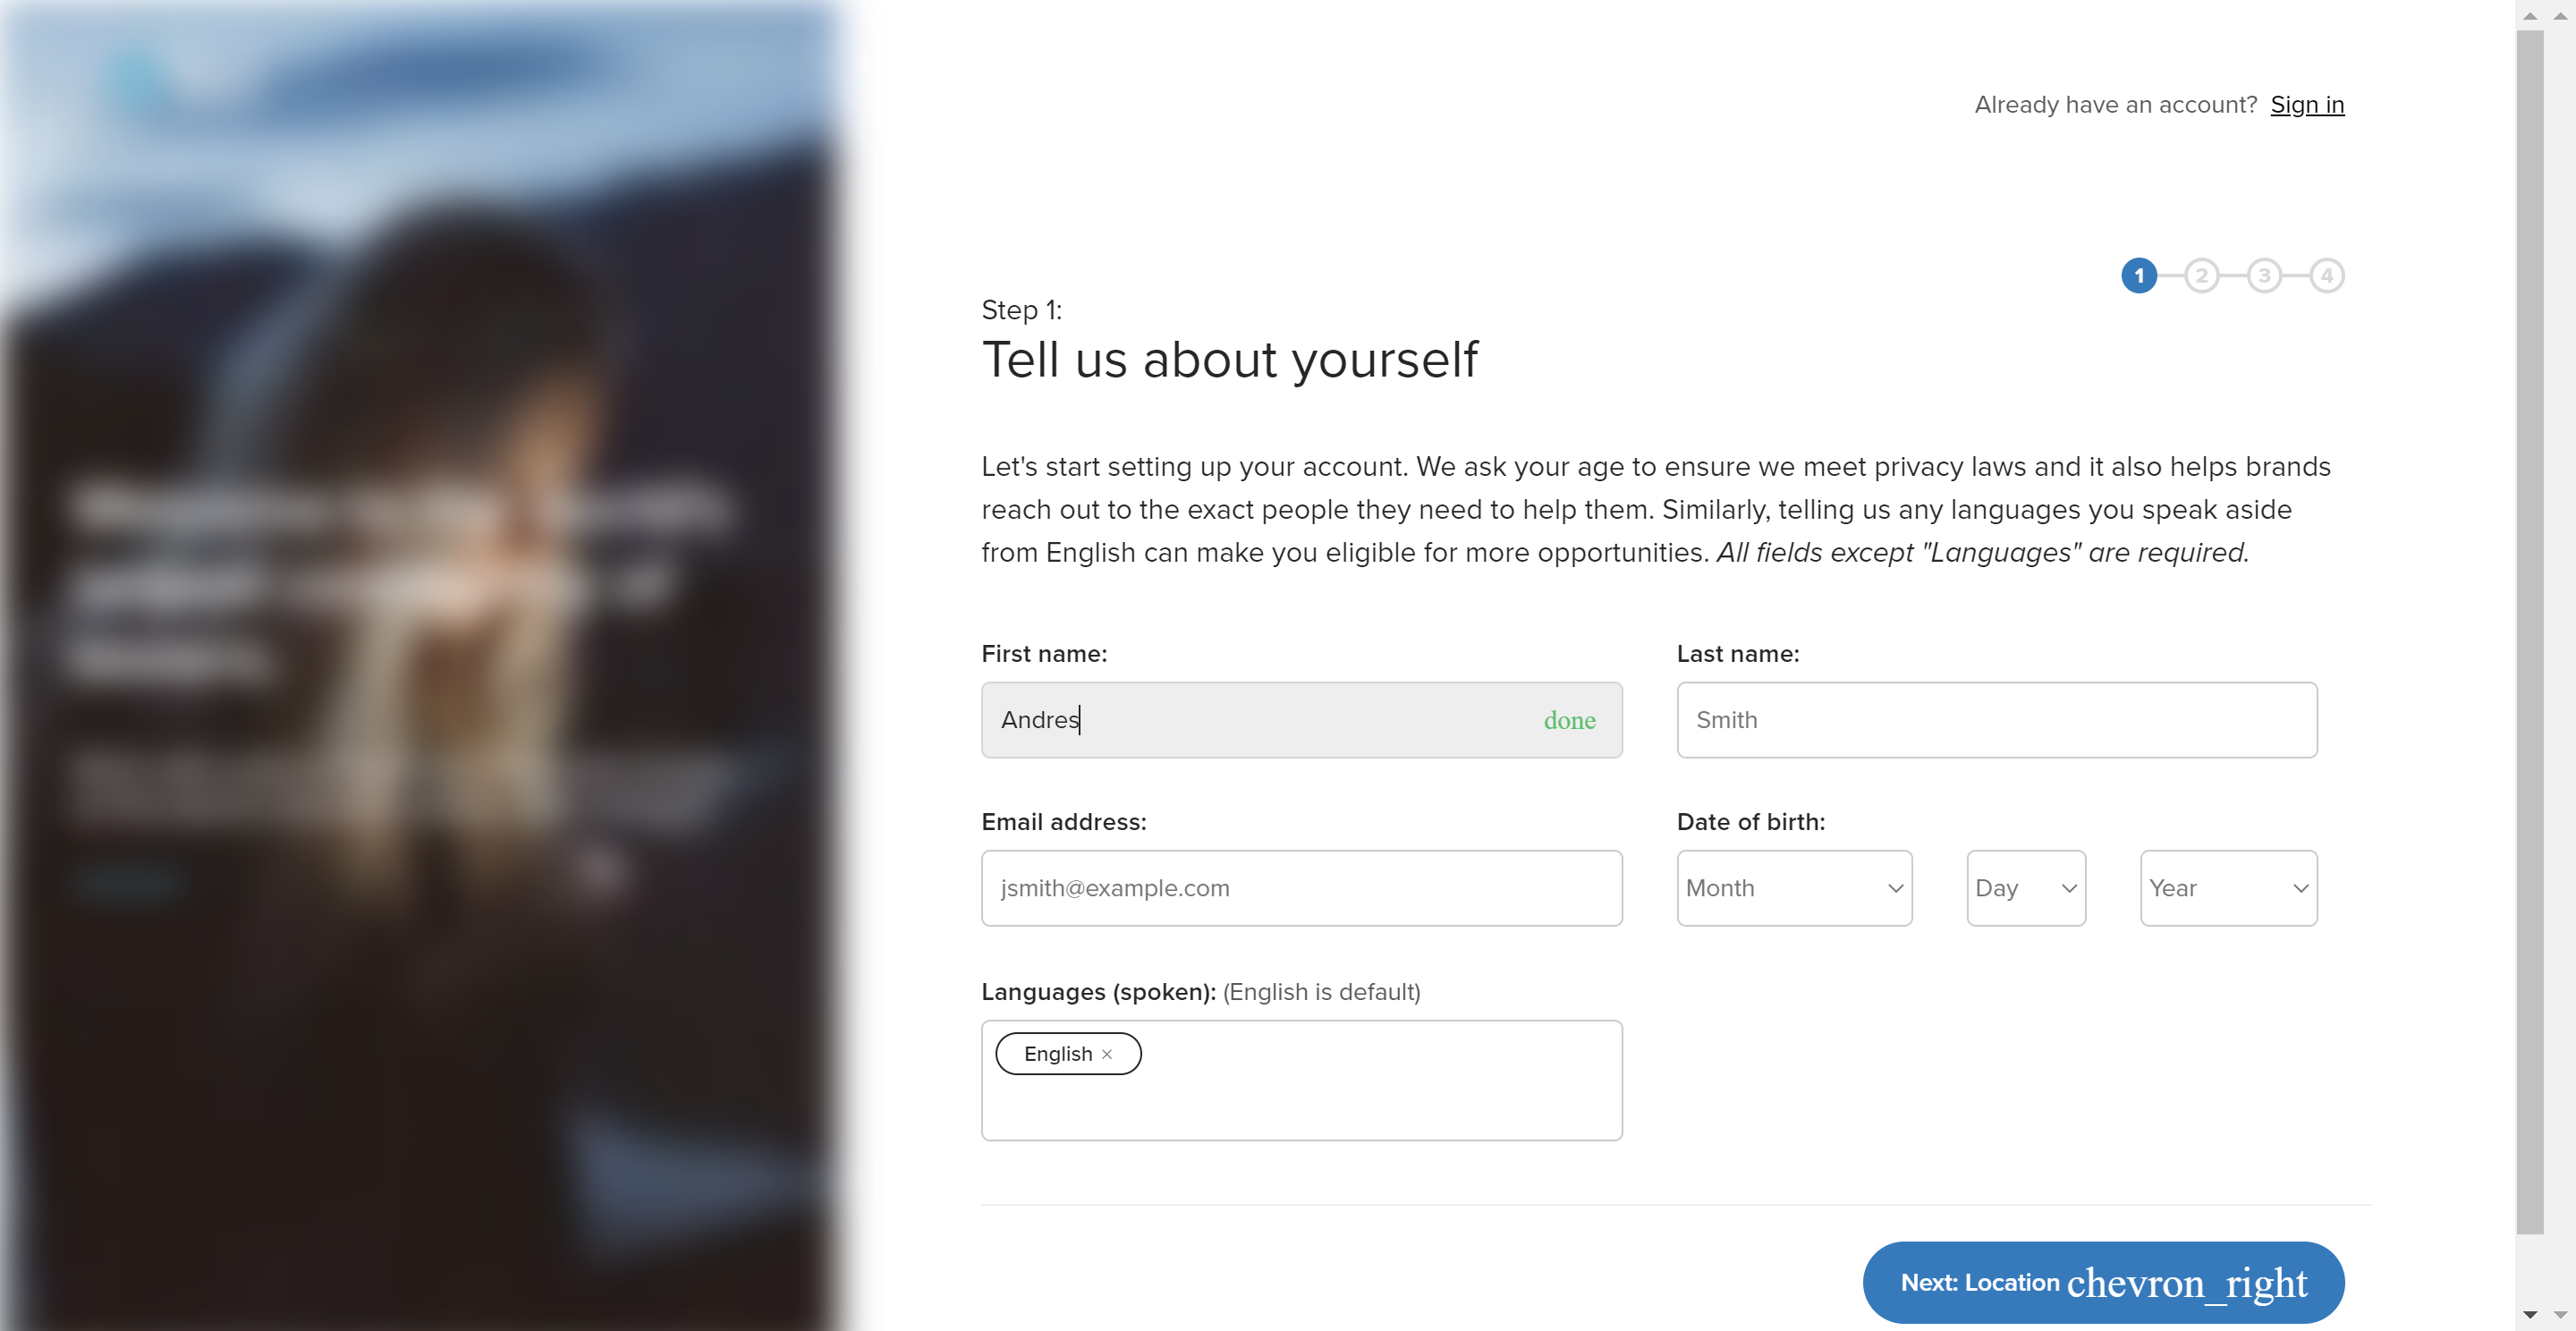 Already have an account? Sign in
1 2 3 4
Step 1:
Tell us about yourself
Let's start setting up your account. We ask your age to ensure we meet privacy laws and it also helps brands
reach out to the exact people they need to help them. Similarly, telling us any languages you speak aside
from English can make you eligible for more opportunities. All fields except "Languages" are required.
First name:
Last name:
Andres done
Smith
Email address:
Date of birth:
jsmith@example.com
Month Day Year
Languages (spoken): (English is default)
English ×
Next: Location chevron_right